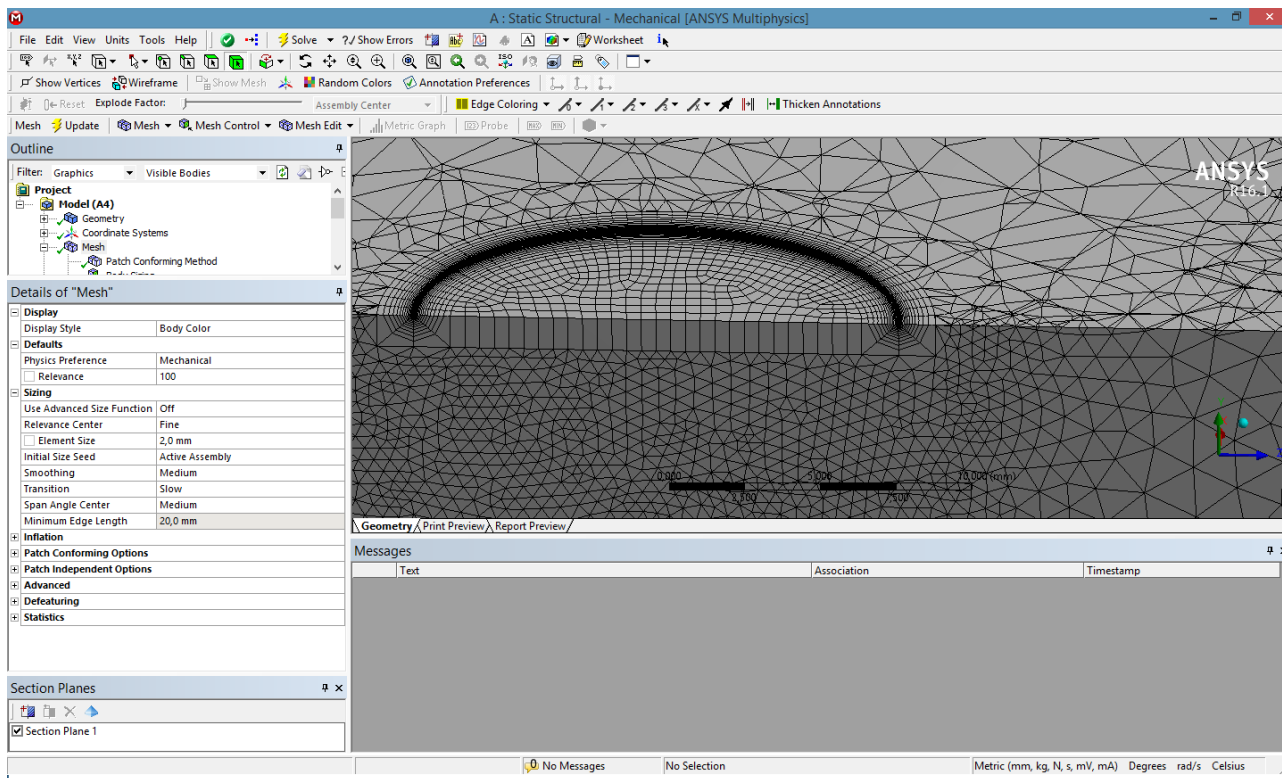 A : Static Structural - Mechanical [ANSYS Multiphysics]
File Edit View Units Tools Help Solve ?/ Show Errors Worksheet
Show Vertices Wireframe Show Mesh Random Colors Annotation Preferences
Reset Explode Factor: Assembly Center Edge Coloring Thicken Annotations
Mesh Update Mesh Mesh Control Mesh Edit Metric Graph Probe
Outline
Filter: Graphics Visible Bodies
Project
Model (A4)
Geometry
Coordinate Systems
Mesh
Patch Conforming Method
Details of "Mesh"
Display
Display Style Body Color
Defaults
Physics Preference Mechanical
Relevance 100
Sizing
Use Advanced Size Function Off
Relevance Center Fine
Element Size 2,0 mm
Initial Size Seed Active Assembly
Smoothing Medium
Transition Slow
Span Angle Center Medium
Minimum Edge Length 20,0 mm
Inflation
Patch Conforming Options
Patch Independent Options
Advanced
Defeaturing
Statistics
Section Planes
Section Plane 1
ANSYS
R16.1
0,000 5,000 10,000 (mm)
2,500 7,500
X
Geometry Print Preview Report Preview
Messages
Text Association Timestamp
0 No Messages No Selection Metric (mm, kg, N, s, mV, mA) Degrees rad/s Celsius